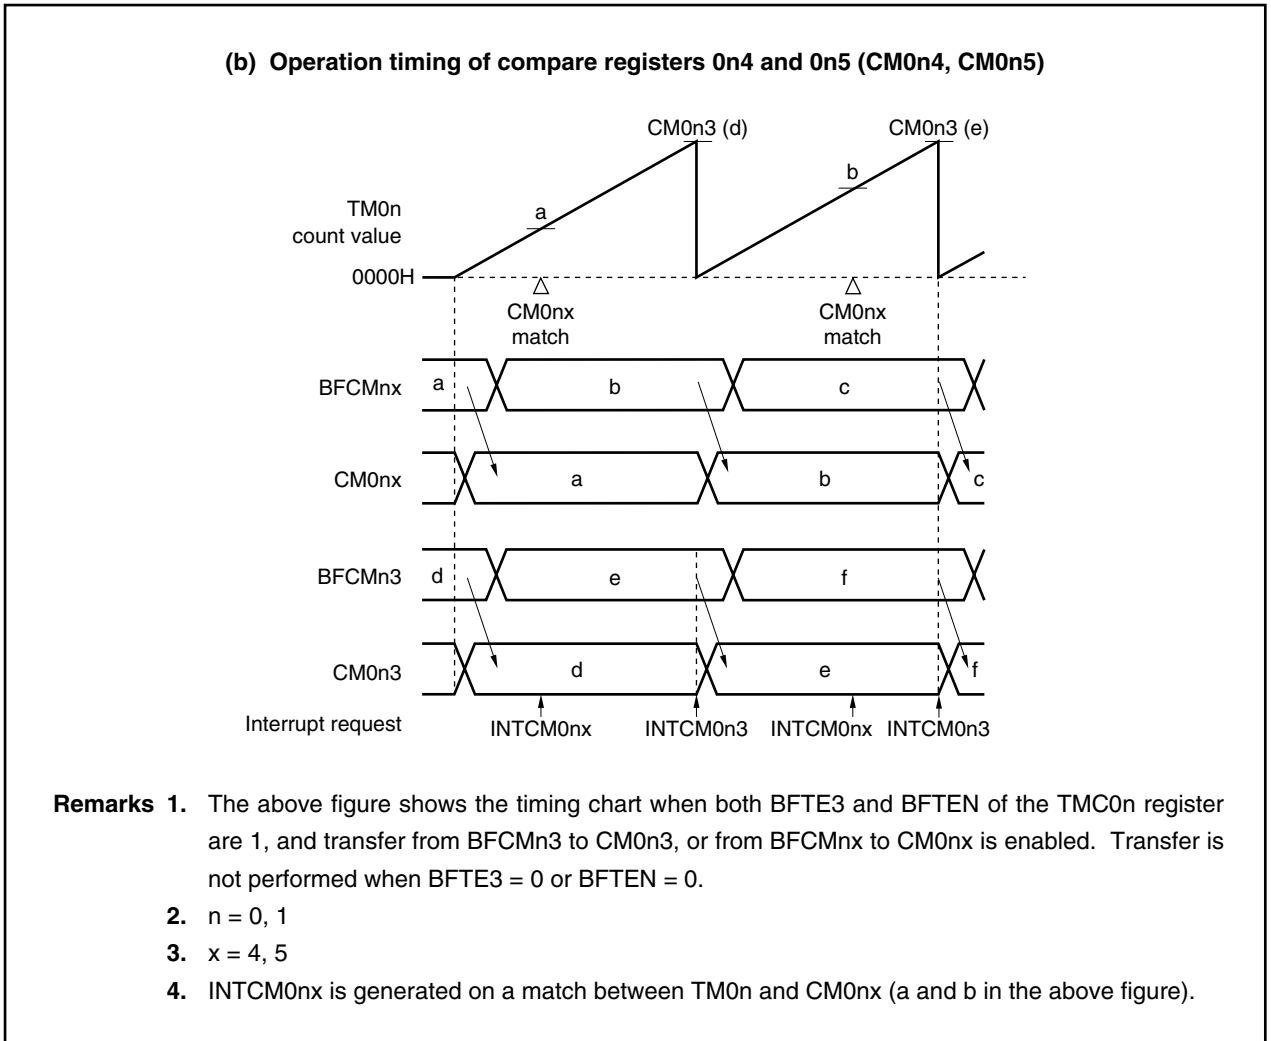 (b) Operation timing of compare registers 0n4 and 0n5 (CM0n4, CM0n5)
CM0n3 (d)
CM0n3 (e)
b
a
TM0n
count value
0000H
CM0nx
match
CM0nx
match
BFCMnx
a
b
c
CM0nx
a
b
c
BFCMn3
d
e
f
CM0n3
d
e
f
Interrupt request
INTCM0nx
INTCM0n3
INTCM0nx
INTCM0n3
Remarks 1. The above figure shows the timing chart when both BFTE3 and BFTEN of the TMC0n register
are 1, and transfer from BFCMn3 to CM0n3, or from BFCMnx to CM0nx is enabled. Transfer is
not performed when BFTE3 = 0 or BFTEN = 0.
2. n = 0, 1
3. x = 4, 5
4. INTCM0nx is generated on a match between TM0n and CM0nx (a and b in the above figure).